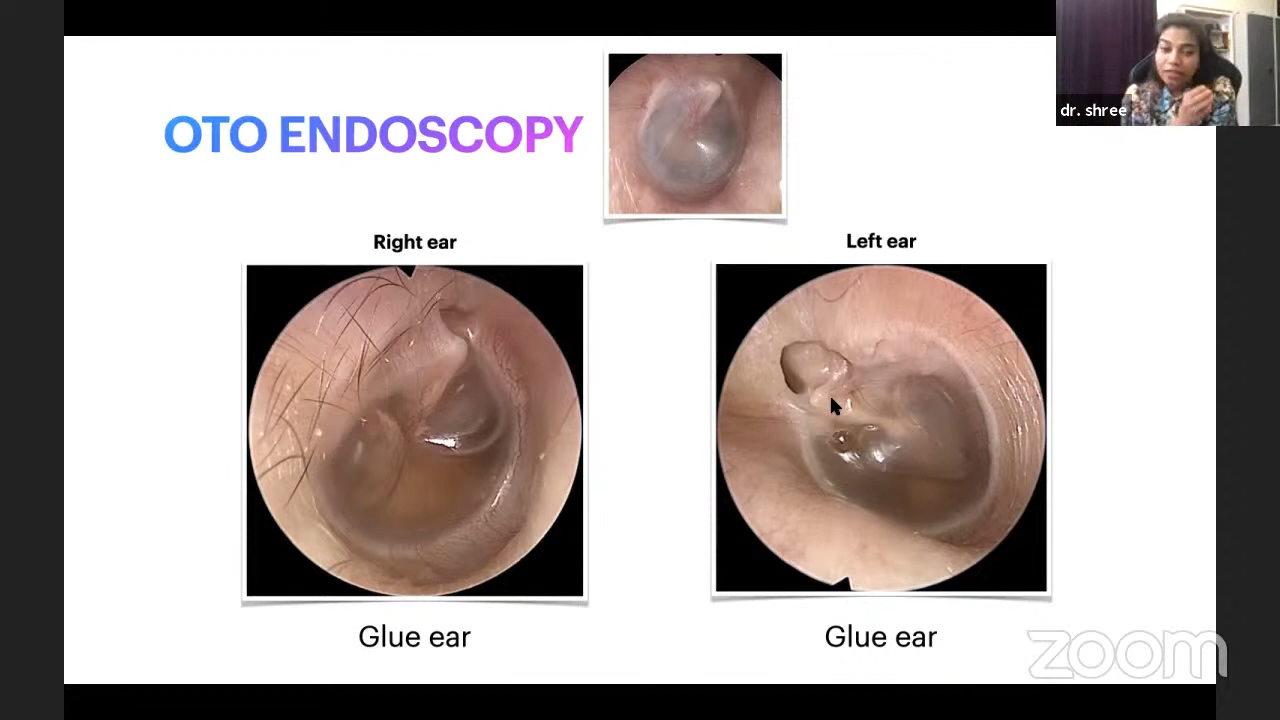 dr. shree
OTO ENDOSCOPY
Right ear
Left ear
Glue ear
Glue ear
zoom